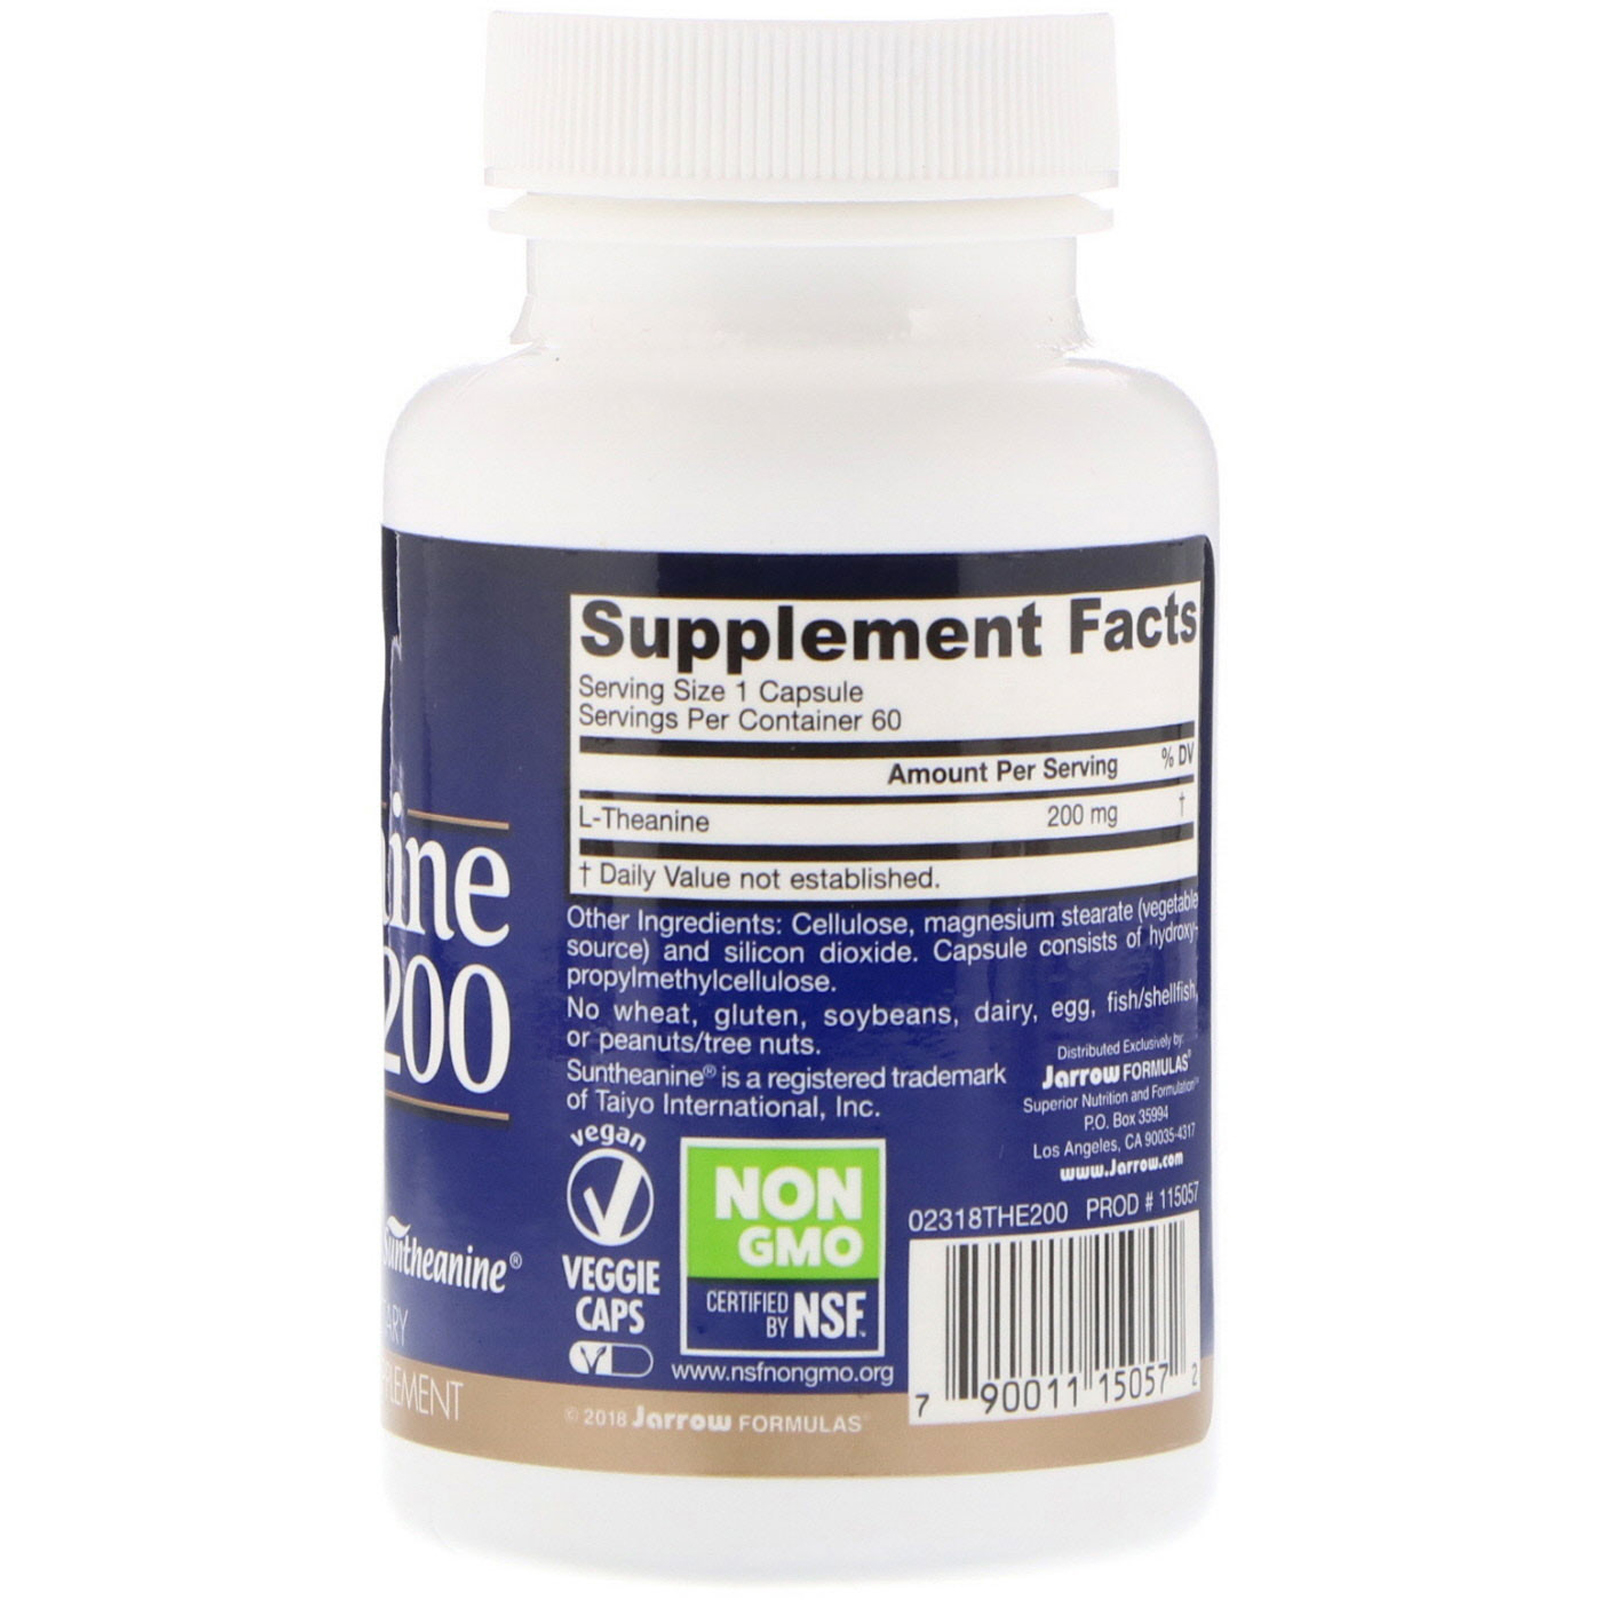 Supplement Facts
Serving Size 1 Capsule
Servings Per Container 60
Amount Per Serving % DV
L-Theanine 200 mg †
† Daily Value not established.
Other Ingredients: Cellulose, magnesium stearate (vegetable
source) and silicon dioxide. Capsule consists of hydroxy-
propylmethylcellulose.
No wheat, gluten, soybeans, dairy, egg, fish/shellfish,
or peanuts/tree nuts.
Suntheanine® is a registered trademark
of Taiyo International, Inc.
Distributed Exclusively by:
Jarrow FORMULAS®
Superior Nutrition and Formulation™
P.O. Box 35994
Los Angeles, CA 90035-4317
www.Jarrow.com
vegan
VEGGIE
CAPS
V
NON
GMO
CERTIFIED
BY NSF™
www.nsfnongmo.org
02318THE200 PROD # 115057
7 90011 15057 2
© 2018 Jarrow FORMULAS®
ine
200
Suntheanine®